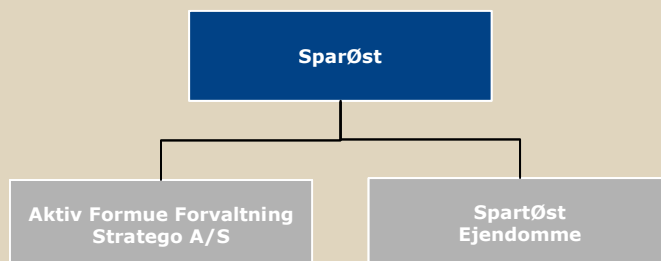 SparØst
Aktiv Formue Forvaltning
Stratego A/S
SpartØst
Ejendomme